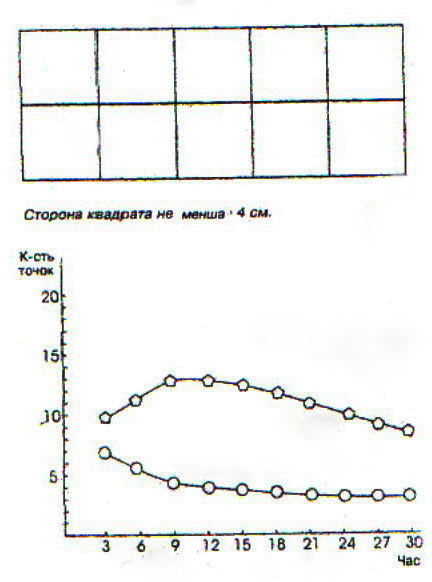 Сторона квадрата не менша · 4 см.
К-сть
точок
20
15
10
5
3 6 9 12 15 18 21 24 27 30
Час